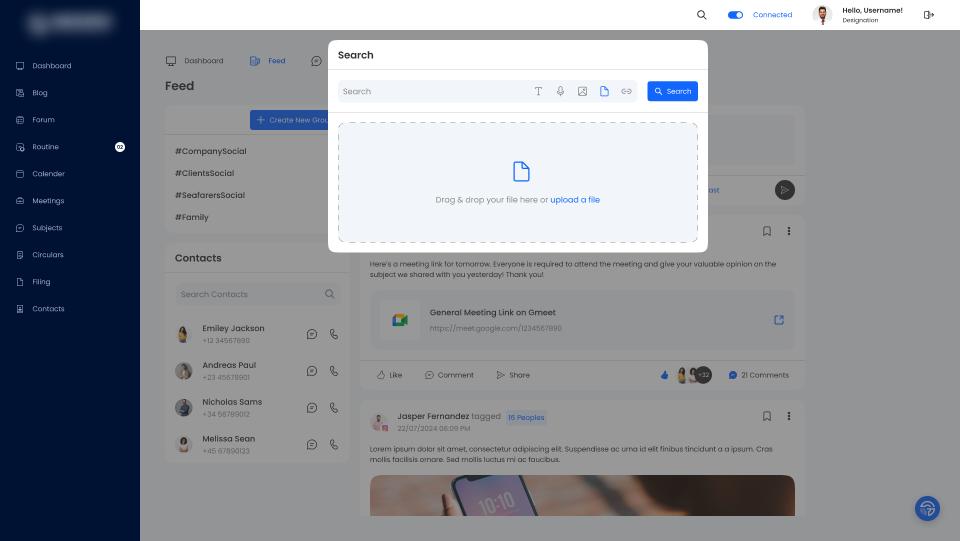 Connected
Hello, Username!
Designation
Dashboard
Blog
Forum
Routine
02
Calender
Meetings
Subjects
Circulars
Filing
Contacts
Dashboard
Feed
Feed
Search
Search
Search
Drag & drop your file here or upload a file
Create New
#CompanySocial
#ClientsSocial
#SeafarersSocial
#Family
Contacts
Search Contacts
Emiley Jackson
+12 34567890
Andreas Paul
+23 45678901
Nicholas Sams
+34 56789012
Melissa Sean
+45 67890123
Here's a meeting link for tomorrow. Everyone is required to attend the meeting and give your valuable opinion on the
subject we shared with you yesterday! Thank you!
General Meeting Link on Gmeet
https://meet.google.com/1234567890
Like
Comment
Share
+32
21 Comments
Jasper Fernandez tagged 15 Peoples
22/07/2024 06:09 PM
Lorem ipsum dolor sit amet, consectetur adipiscing elit. Suspendisse ac urna id elit finibus tincidunt a a ipsum. Cras
mollis facilisis ornare. Sed mollis luctus mi ac faucibus.
10:10